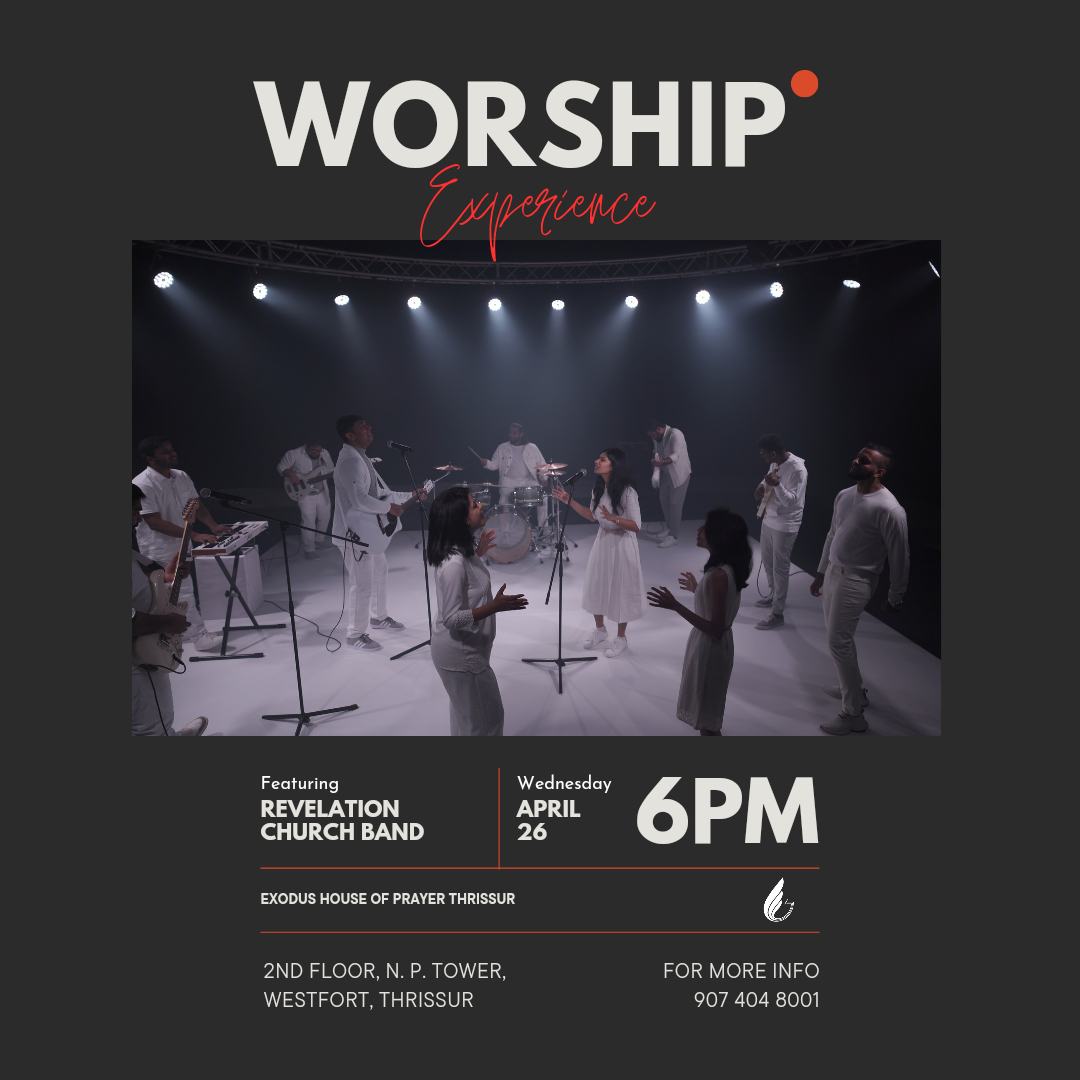 WORSHIP
Experience
Featuring
REVELATION
CHURCH BAND
Wednesday
APRIL
26
6PM
EXODUS HOUSE OF PRAYER THRISSUR
2ND FLOOR, N. P. TOWER,
WESTFORT, THRISSUR
FOR MORE INFO
907 404 8001